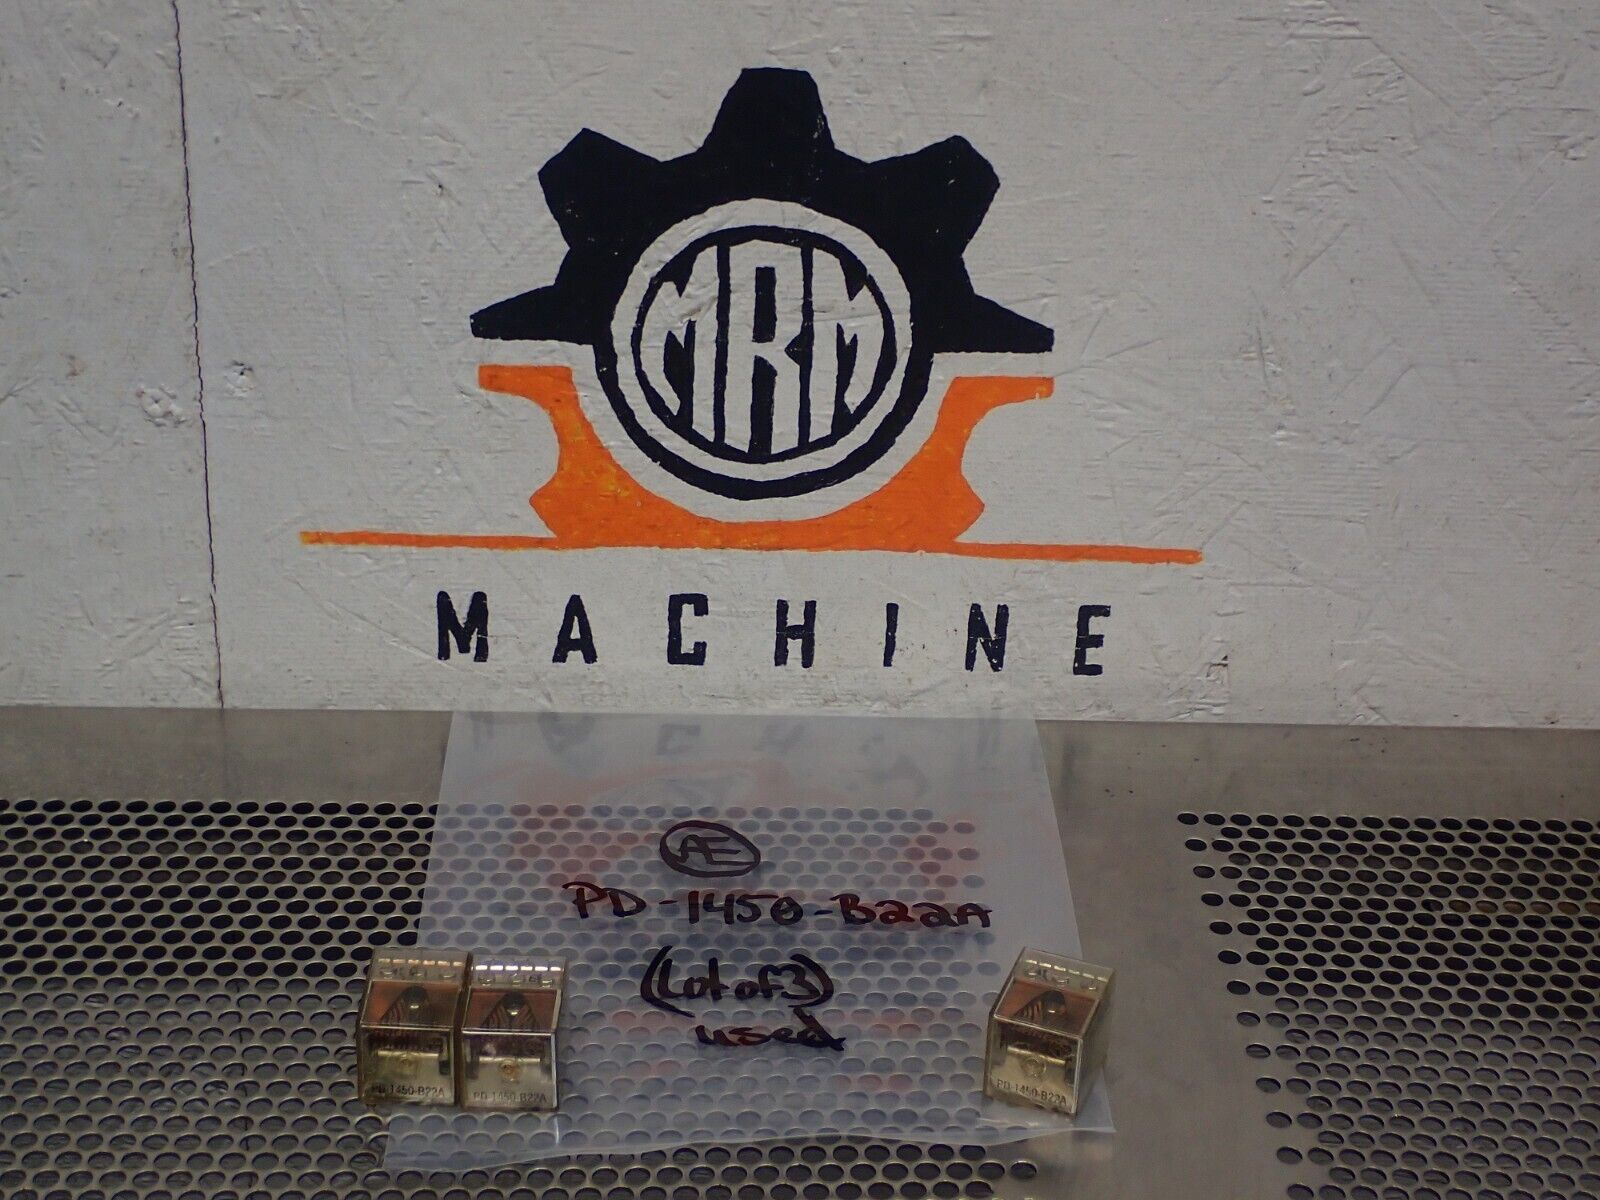 MRM
MACHINE
AE
PD-1450-B22A
(Lot of 3)
used
PD-1450-B22A
PD-1450-B22A
PD-1450-B22A